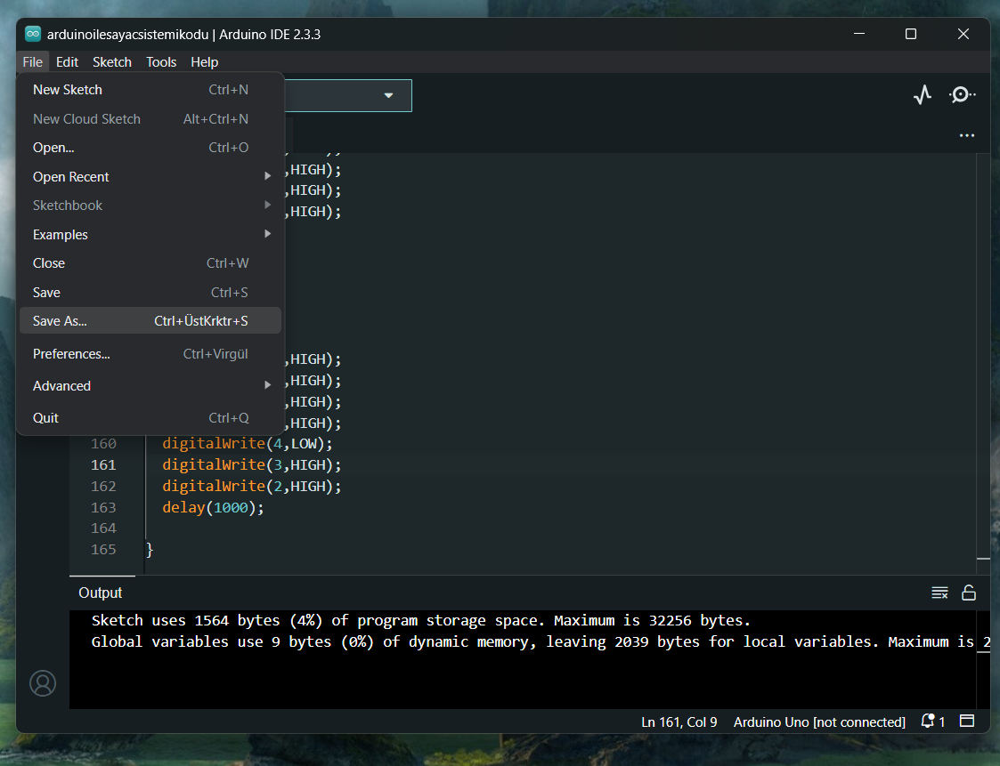 arduinoilesayacsistemikodu | Arduino IDE 2.3.3
File Edit Sketch Tools Help
New Sketch Ctrl+N
New Cloud Sketch Alt+Ctrl+N
Open... Ctrl+O
Open Recent
Sketchbook
Examples
Close Ctrl+W
Save Ctrl+S
Save As... Ctrl+ÜstKrktr+S
Preferences... Ctrl+Virgül
Advanced
Quit Ctrl+Q
,HIGH);
,HIGH);
,HIGH);
,HIGH);
,HIGH);
,HIGH);
,HIGH);
160 digitalWrite(4,LOW);
161 digitalWrite(3,HIGH);
162 digitalWrite(2,HIGH);
163 delay(1000);
164
165 }
Output
Sketch uses 1564 bytes (4%) of program storage space. Maximum is 32256 bytes.
Global variables use 9 bytes (0%) of dynamic memory, leaving 2039 bytes for local variables. Maximum is 2
Ln 161, Col 9 Arduino Uno [not connected] 1